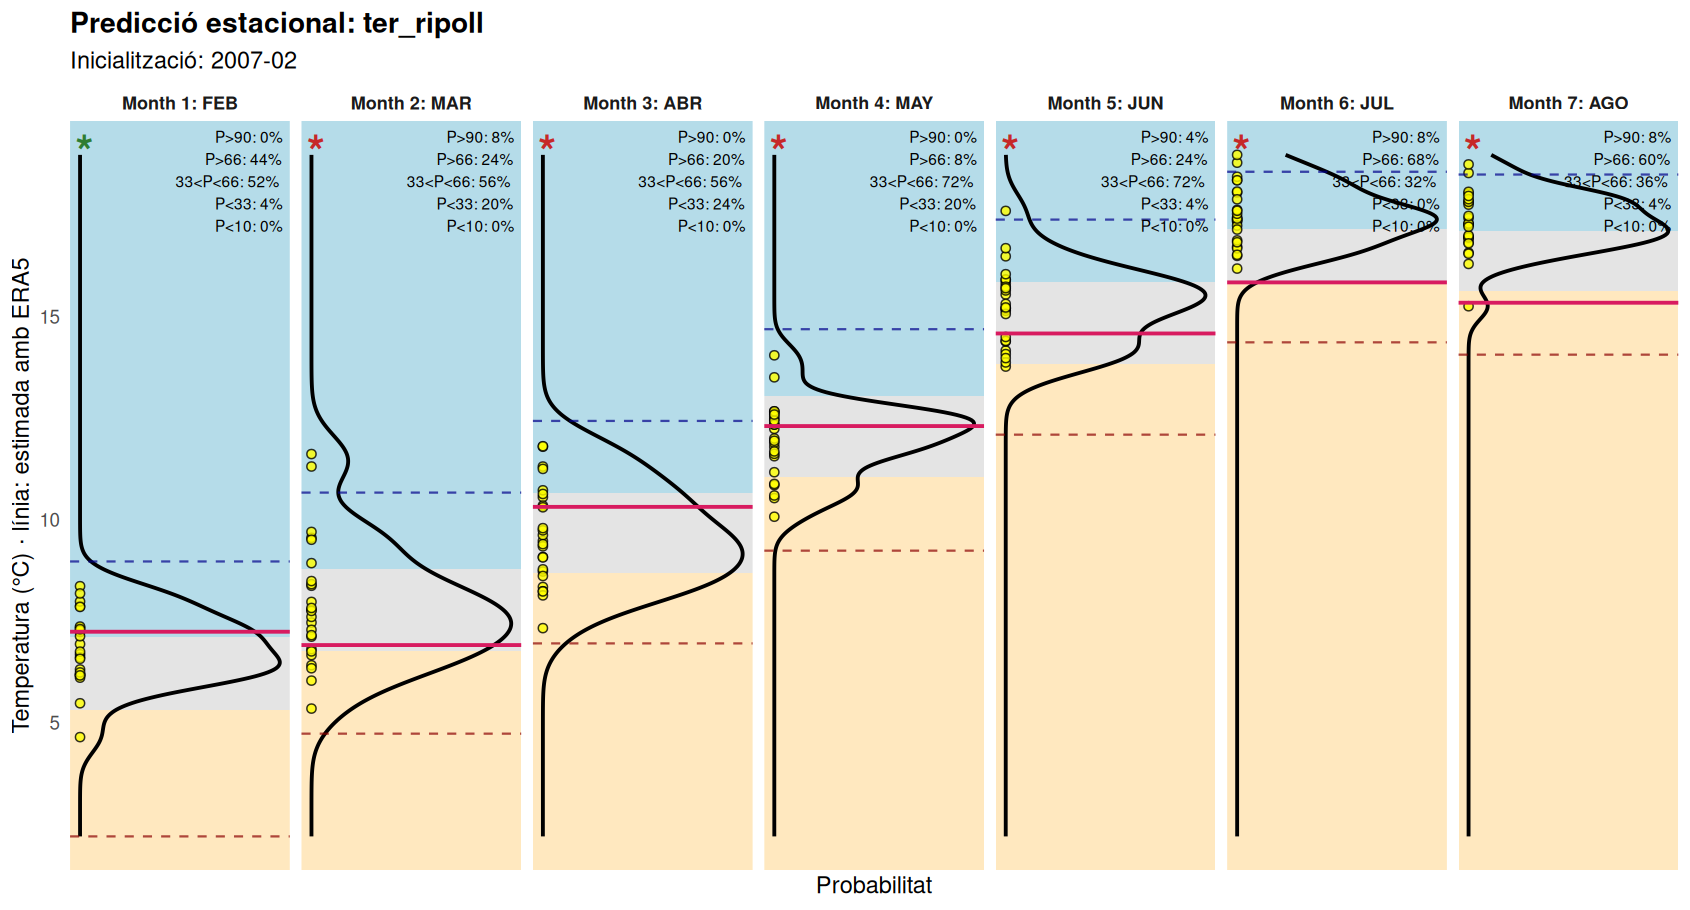 Predicció estacional: ter_ripoll
Inicialització: 2007-02
Month 1: FEB
Month 2: MAR
Month 3: ABR
Month 4: MAY
Month 5: JUN
Month 6: JUL
Month 7: AGO
*
P>90: 0%
P>66: 44%
33<P<66: 52%
P<33: 4%
P<10: 0%
*
P>90: 8%
P>66: 24%
33<P<66: 56%
P<33: 20%
P<10: 0%
*
P>90: 0%
P>66: 20%
33<P<66: 56%
P<33: 24%
P<10: 0%
*
P>90: 0%
P>66: 8%
33<P<66: 72%
P<33: 20%
P<10: 0%
*
P>90: 4%
P>66: 24%
33<P<66: 72%
P<33: 4%
P<10: 0%
*
P>90: 8%
P>66: 68%
33<P<66: 32%
P<33: 0%
P<10: 0%
*
P>90: 8%
P>66: 60%
33<P<66: 36%
P<33: 4%
P<10: 0%
Temperatura (°C) · línia: estimada amb ERA5
15
10
5
Probabilitat